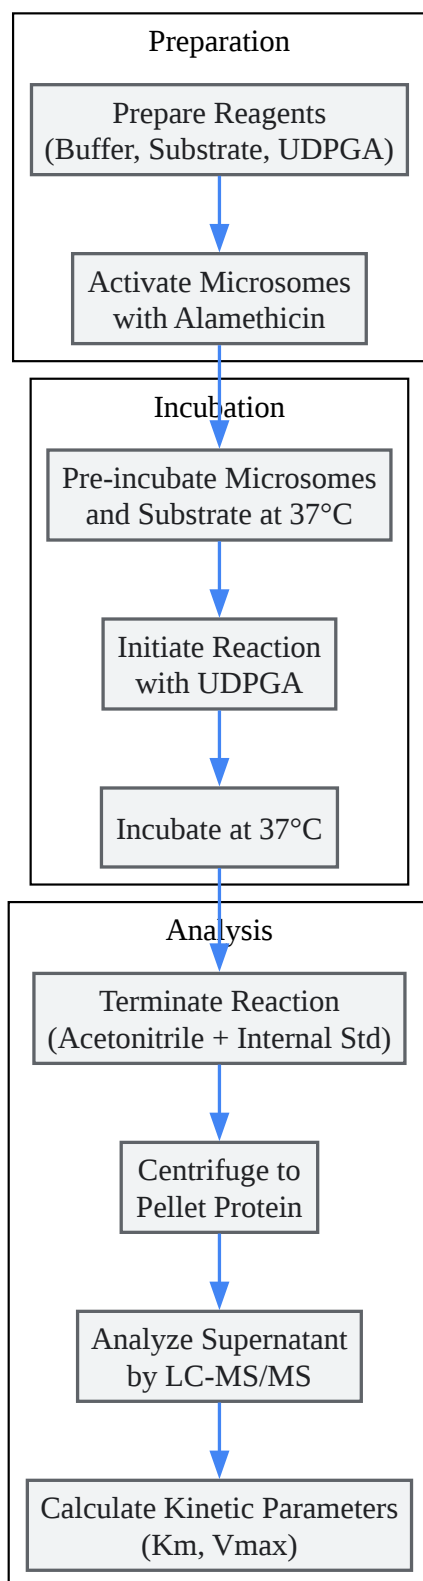 Preparation
Prepare Reagents
(Buffer, Substrate, UDPGA)
Activate Microsomes
with Alamethicin
Incubation
Pre-incubate Microsomes
and Substrate at 37°C
Initiate Reaction
with UDPGA
Incubate at 37°C
Analysis
Terminate Reaction
(Acetonitrile + Internal Std)
Centrifuge to
Pellet Protein
Analyze Supernatant
by LC-MS/MS
Calculate Kinetic Parameters
(Km, Vmax)